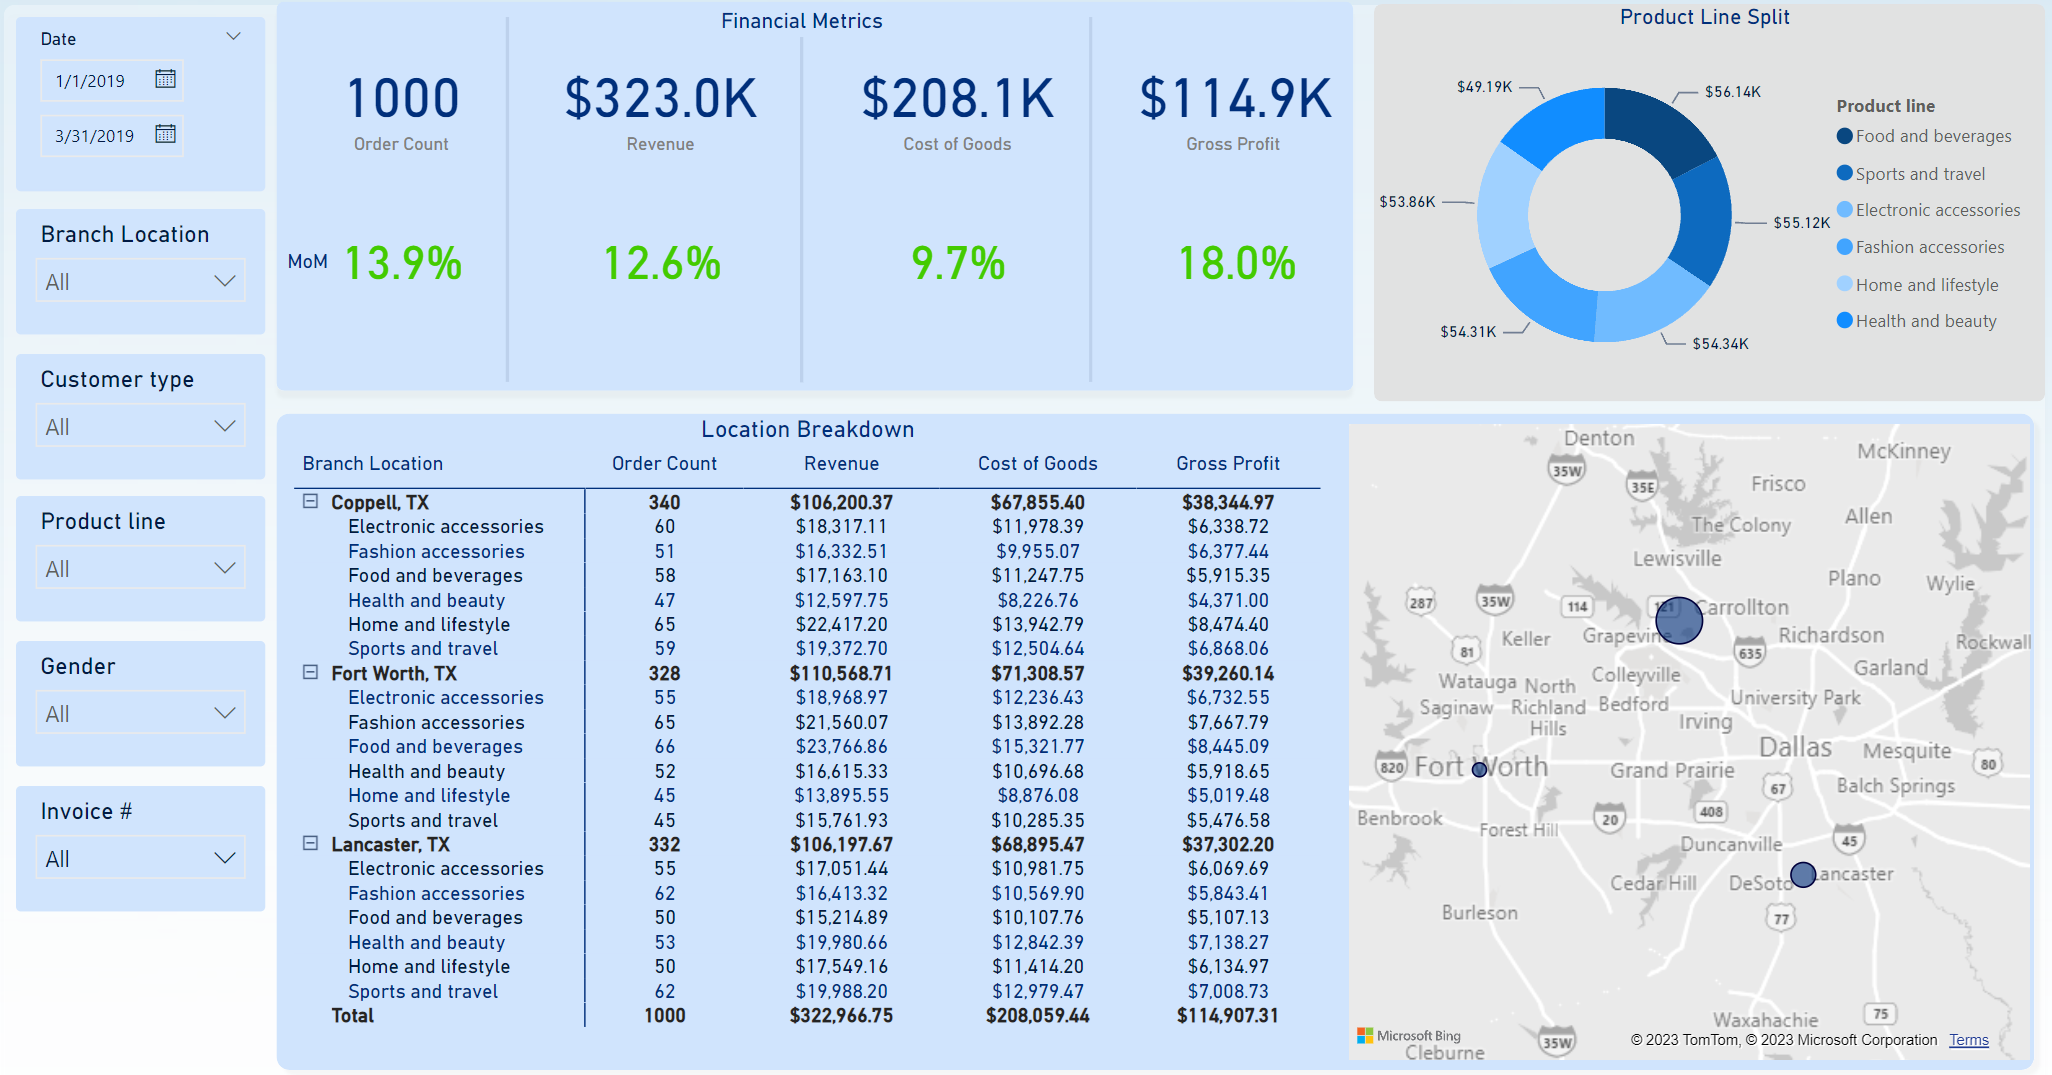 Date
1/1/2019
3/31/2019
Branch Location
All
Customer type
All
Product line
All
Gender
All
Invoice #
All
Financial Metrics
1000 $323.0K $208.1K $114.9K
Order Count Revenue Cost of Goods Gross Profit
MoM 13.9% 12.6% 9.7% 18.0%
Product Line Split
$49.19K
$56.14K
$53.86K
$55.12K
$54.31K
$54.34K
Product line
Food and beverages
Sports and travel
Electronic accessories
Fashion accessories
Home and lifestyle
Health and beauty
Location Breakdown
Branch Location Order Count Revenue Cost of Goods Gross Profit
Coppell, TX 340 $106,200.37 $67,855.40 $38,344.97
Electronic accessories 60 $18,317.11 $11,978.39 $6,338.72
Fashion accessories 51 $16,332.51 $9,955.07 $6,377.44
Food and beverages 58 $17,163.10 $11,247.75 $5,915.35
Health and beauty 47 $12,597.75 $8,226.76 $4,371.00
Home and lifestyle 65 $22,417.20 $13,942.79 $8,474.40
Sports and travel 59 $19,372.70 $12,504.64 $6,868.06
Fort Worth, TX 328 $110,568.71 $71,308.57 $39,260.14
Electronic accessories 55 $18,968.97 $12,236.43 $6,732.55
Fashion accessories 65 $21,560.07 $13,892.28 $7,667.79
Food and beverages 66 $23,766.86 $15,321.77 $8,445.09
Health and beauty 52 $16,615.33 $10,696.68 $5,918.65
Home and lifestyle 45 $13,895.55 $8,876.08 $5,019.48
Sports and travel 45 $15,761.93 $10,285.35 $5,476.58
Lancaster, TX 332 $106,197.67 $68,895.47 $37,302.20
Electronic accessories 55 $17,051.44 $10,981.75 $6,069.69
Fashion accessories 62 $16,413.32 $10,569.90 $5,843.41
Food and beverages 50 $15,214.89 $10,107.76 $5,107.13
Health and beauty 53 $19,980.66 $12,842.39 $7,138.27
Home and lifestyle 50 $17,549.16 $11,414.20 $6,134.97
Sports and travel 62 $19,988.20 $12,979.47 $7,008.73
Total 1000 $322,966.75 $208,059.44 $114,907.31
Denton
McKinney
35W
35E
Frisco
The Colony
Allen
Lewisville
Plano
Wylie
287
35W
114
121
Carrollton
Keller
Grapevine
Richardson
Rockwall
81
635
Garland
Watauga
North
Richland
Hills
Colleyville
Saginaw
Bedford
University Park
Irving
Dallas
Mesquite
820
Fort Worth
Grand Prairie
80
67
Balch Springs
Benbrook
Forest Hill
20
408
Duncanville
45
Cedar Hill
DeSoto
Lancaster
Burleson
77
Waxahachie
75
Microsoft Bing
35W
© 2023 TomTom, © 2023 Microsoft Corporation Terms
Cleburne